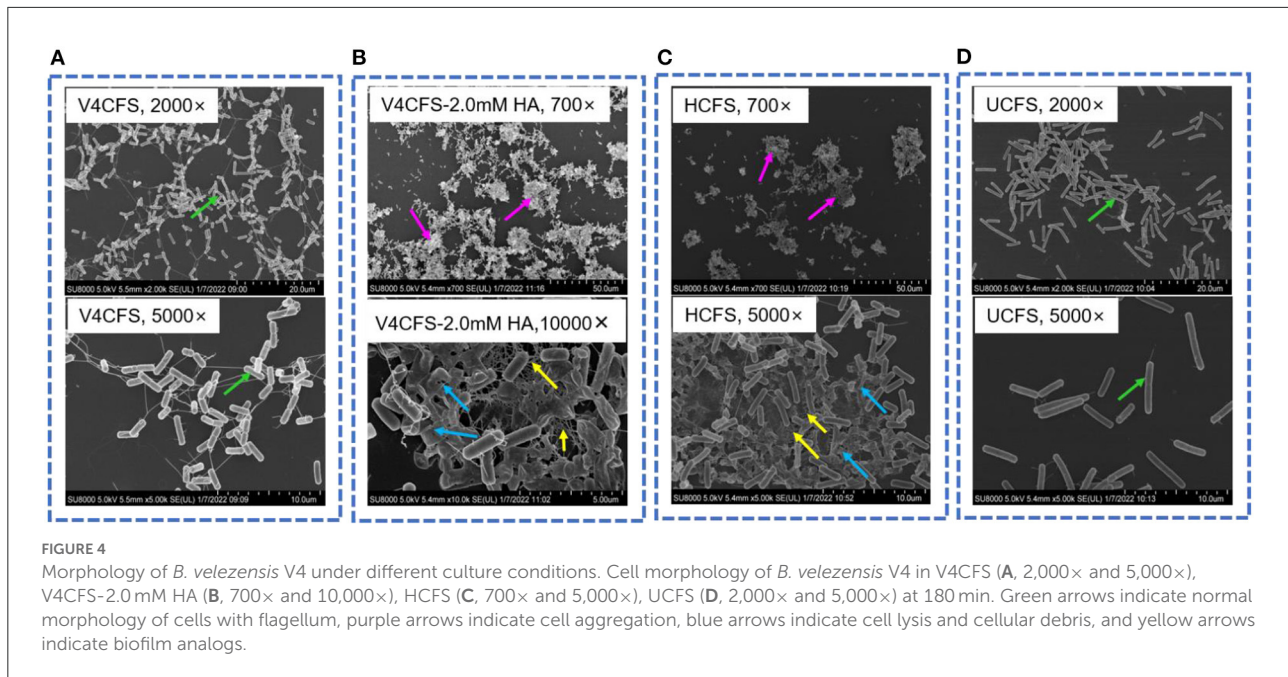 A
B
C
D
V4CFS, 2000×
SU8000 5.0kV 5.5mm x2.00k SE(UL) 1/7/2022 09:00
20.0um
V4CFS, 5000×
SU8000 5.0kV 5.5mm x5.00k SE(UL) 1/7/2022 09:09
10.0um
V4CFS-2.0mM HA, 700×
SU8000 5.0kV 5.4mm x700 SE(UL) 1/7/2022 11:16
50.0um
V4CFS-2.0mM HA,10000×
SU8000 5.0kV 5.4mm x10.0k SE(UL) 1/7/2022 11:02
5.00um
HCFS, 700×
SU8000 5.0kV 5.4mm x700 SE(UL) 1/7/2022 10:19
50.0um
HCFS, 5000×
SU8000 5.0kV 5.4mm x5.00k SE(UL) 1/7/2022 10:52
10.0um
UCFS, 2000×
SU8000 5.0kV 5.4mm x2.00k SE(UL) 1/7/2022 10:04
20.0um
UCFS, 5000×
SU8000 5.0kV 5.4mm x5.00k SE(UL) 1/7/2022 10:13
10.0um
FIGURE 4
Morphology of B. velezensis V4 under different culture conditions. Cell morphology of B. velezensis V4 in V4CFS (A, 2,000× and 5,000×),
V4CFS-2.0 mM HA (B, 700× and 10,000×), HCFS (C, 700× and 5,000×), UCFS (D, 2,000× and 5,000×) at 180 min. Green arrows indicate normal
morphology of cells with flagellum, purple arrows indicate cell aggregation, blue arrows indicate cell lysis and cellular debris, and yellow arrows
indicate biofilm analogs.